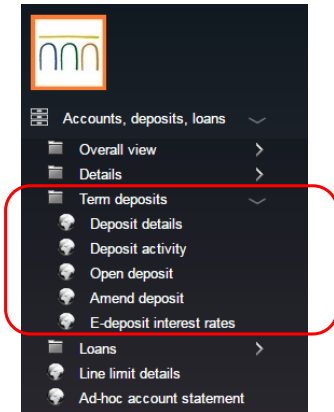 Accounts, deposits, loans
Overall view
Details
Term deposits
Deposit details
Deposit activity
Open deposit
Amend deposit
E-deposit interest rates
Loans
Line limit details
Ad-hoc account statement